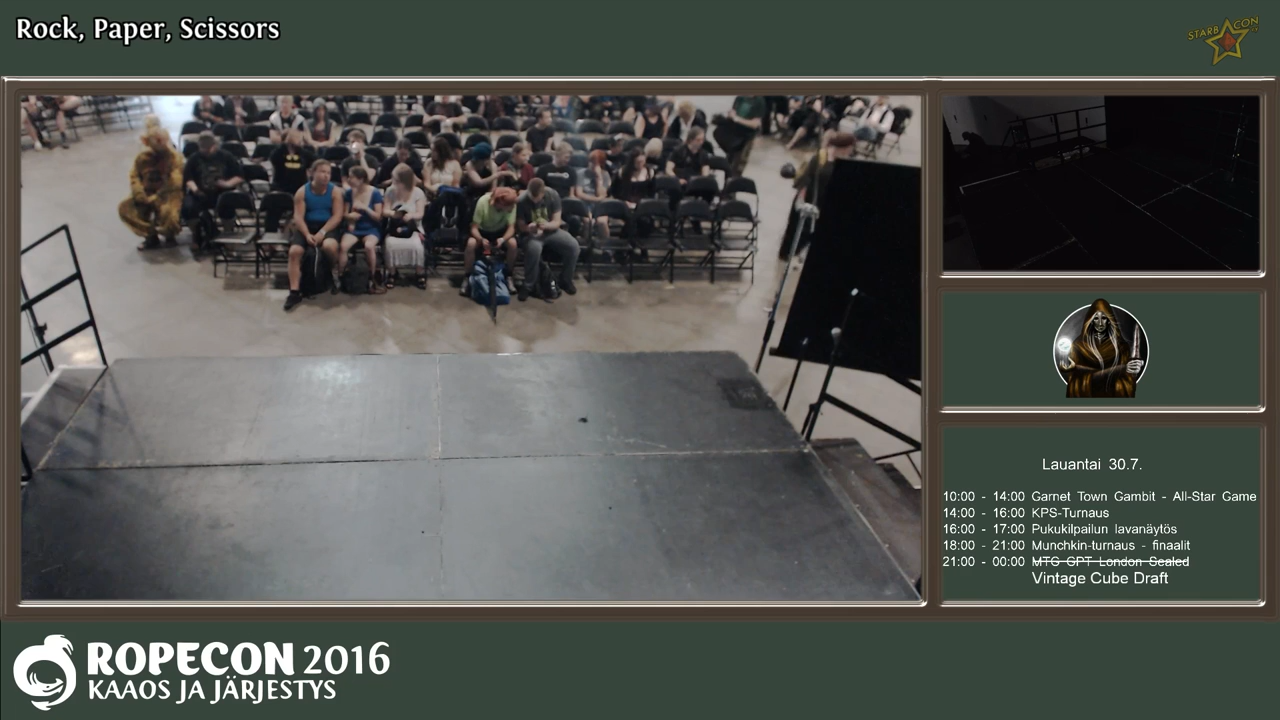 Rock, Paper, Scissors
STARB CON
Lauantai 30.7.
10:00 - 14:00 Garnet Town Gambit - All-Star Game
14:00 - 16:00 KPS-Turnaus
16:00 - 17:00 Pukukilpailun lavanäytös
18:00 - 21:00 Munchkin-turnaus - finaalit
21:00 - 00:00 MTG GPT London Sealed
Vintage Cube Draft
ROPECON 2016
KAAOS JA JÄRJESTYS